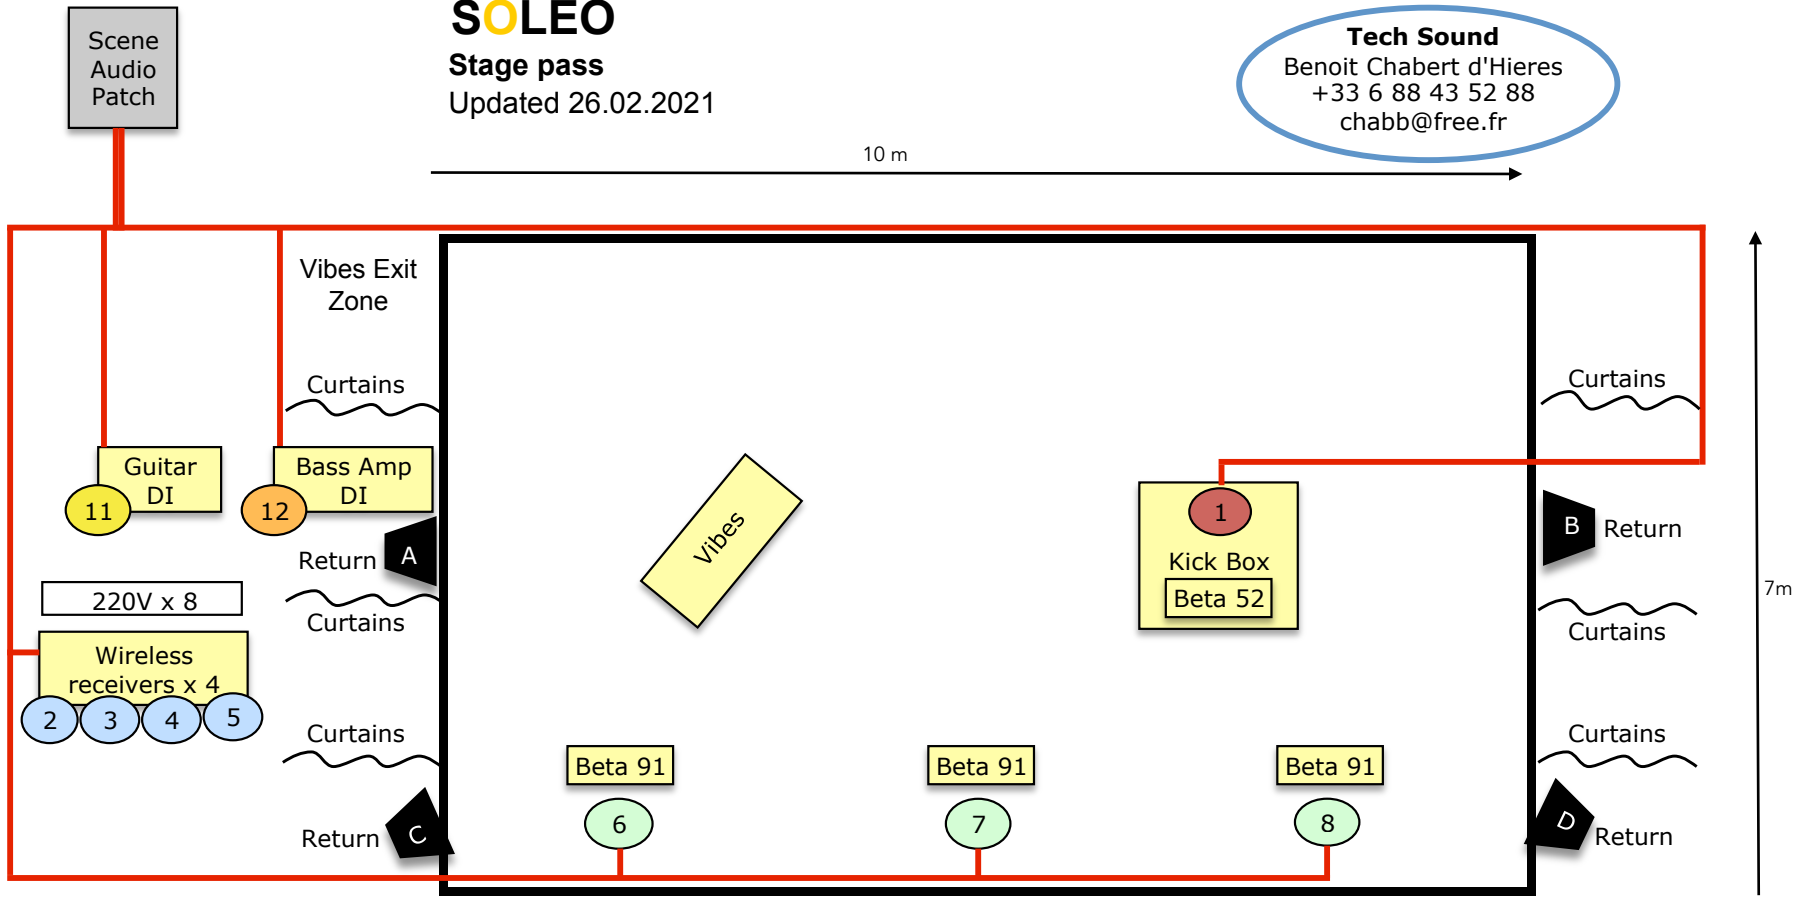 Scene
Audio
Patch
SOLEO
Stage pass
Updated 26.02.2021
Tech Sound
Benoit Chabert d'Hieres
+33 6 88 43 52 88
chabb@free.fr
10 m
Vibes Exit
Zone
Curtains
Curtains
Guitar
DI
11
Bass Amp
DI
12
Return
A
Vibes
1
Kick Box
Beta 52
B
Return
220V x 8
Curtains
Curtains
7m
Wireless
receivers x 4
2
3
4
5
Curtains
Curtains
Beta 91
Beta 91
Beta 91
Return
C
6
7
8
D
Return